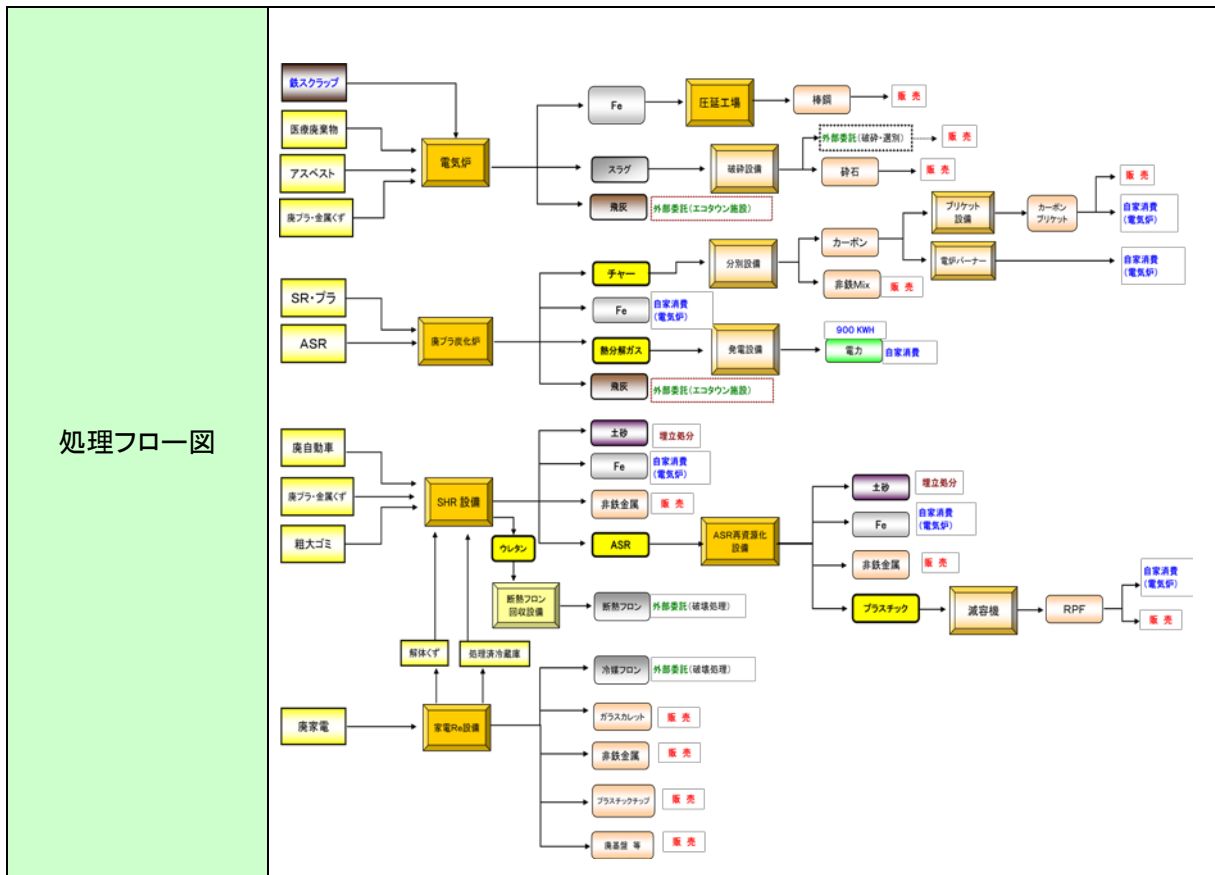 処理フロー図
鉄スクラップ
医療廃棄物
アスベスト
廃プラ・金属くず
電気炉
Fe
圧延工場
棒鋼
販 売
スラグ
破砕設備
外部委託(破砕・選別)
販 売
砕石
販 売
飛灰
外部委託(エコタウン施設)
SR・プラ
ASR
廃プラ炭化炉
チャー
分別設備
カーボン
ブリケット
設備
カーボン
ブリケット
販 売
自家消費
(電気炉)
電炉バーナー
自家消費
(電気炉)
非鉄Mix
販 売
Fe
自家消費
(電気炉)
熱分解ガス
発電設備
900 KWH
電力
自家消費
飛灰
外部委託(エコタウン施設)
廃自動車
廃プラ・金属くず
粗大ゴミ
SHR 設備
土砂
埋立処分
Fe
自家消費
(電気炉)
非鉄金属
販 売
ASR
ASR再資源化
設備
土砂
埋立処分
Fe
自家消費
(電気炉)
非鉄金属
販 売
プラスチック
減容機
RPF
自家消費
(電気炉)
販 売
ウレタン
断熱フロン
回収設備
断熱フロン
外部委託(破壊処理)
解体くず
処理済冷蔵庫
廃家電
家電Re設備
冷媒フロン
外部委託(破壊処理)
ガラスカレット
販 売
非鉄金属
販 売
プラスチックチップ
販 売
廃基盤 等
販 売